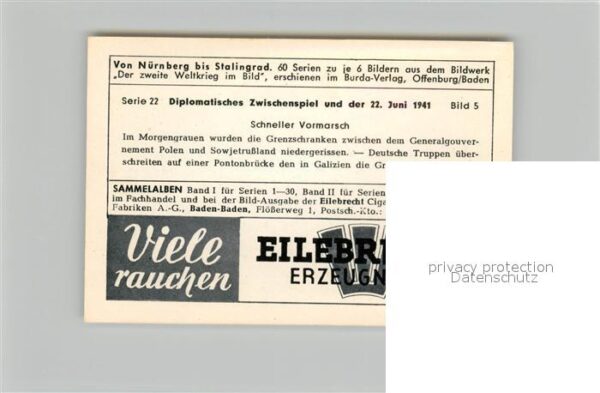 Von Nürnberg bis Stalingrad. 60 Serien zu je 6 Bildern aus dem Bildwerk
„Der zweite Weltkrieg im Bild", erschienen im Burda-Verlag, Offenburg/Baden
Serie 22 Diplomatisches Zwischenspiel und der 22. Juni 1941 Bild 5
Schneller Vormarsch
Im Morgengrauen wurden die Grenzschranken zwischen dem Generalgouver-
nement Polen und Sowjetrußland niedergerissen. — Deutsche Truppen über-
schreiten auf einer Pontonbrücke den in Galizien die
SAMMELALBEN Band I für Serien 1—30, Band II für Serien
im Fachhandel und bei der Bild-Ausgabe der Eilebrecht
Fabriken A.-G., Baden-Baden, Flößerweg 1, Postsch.-Kto.:
Viele
rauchen
ERZEUGN
privacy protection
Datenschutz